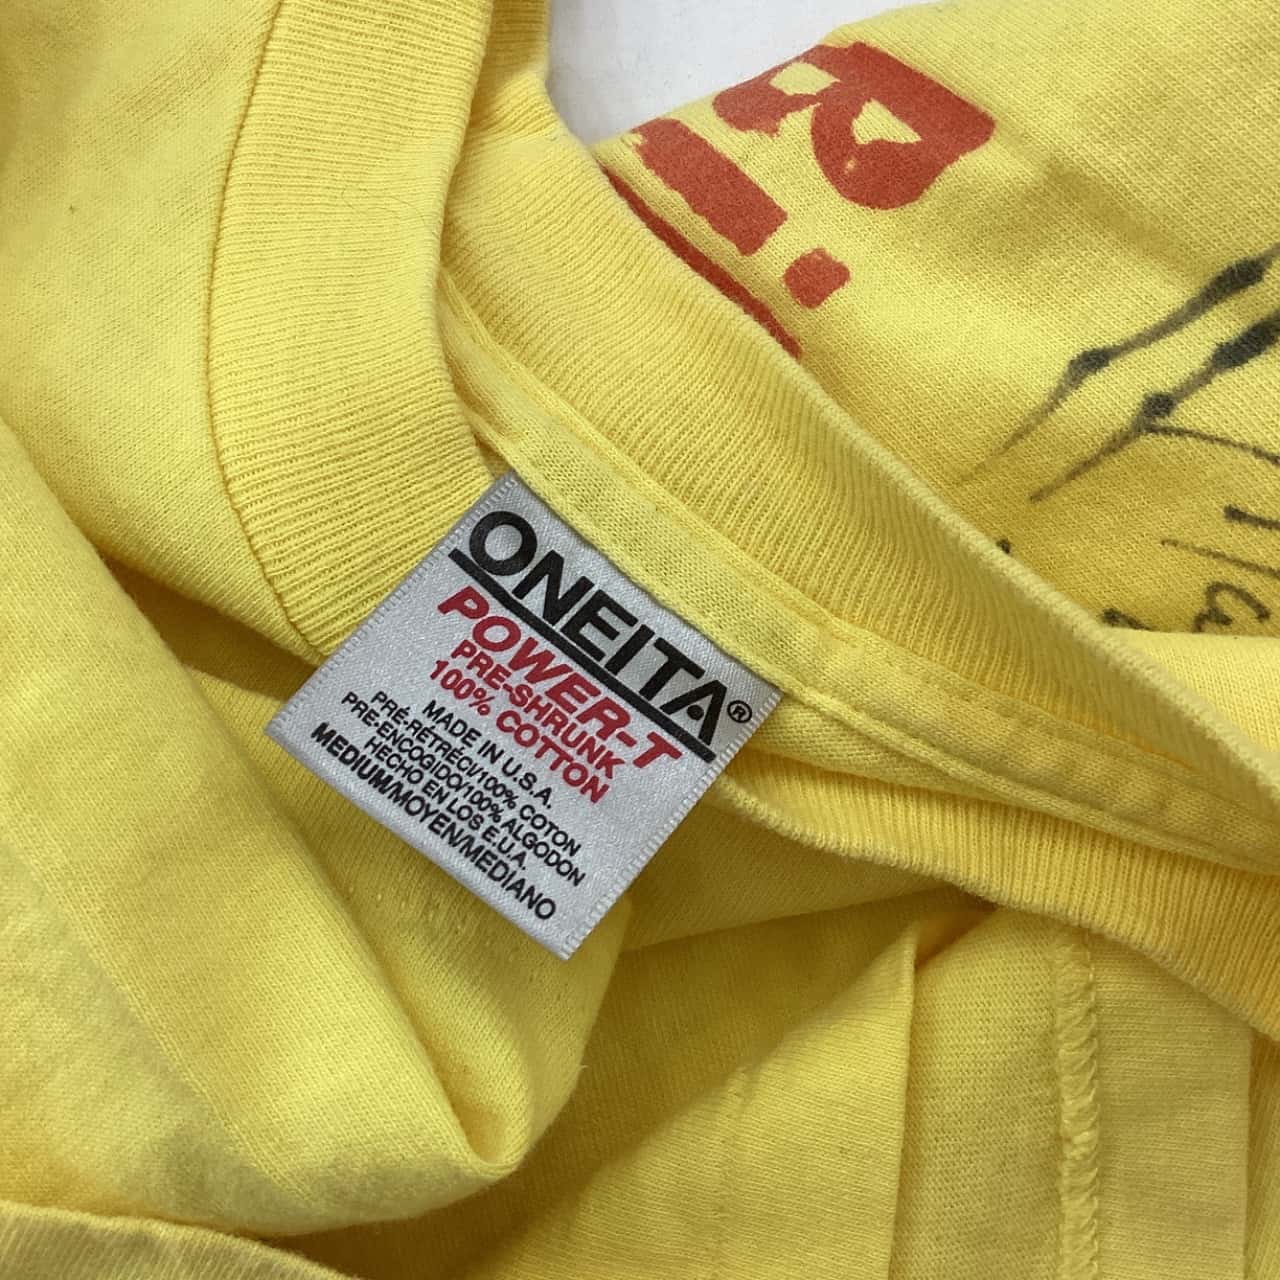 ONEITA®
POWER-T
PRE-SHRUNK
100% COTTON
MADE IN U.S.A.
PRÉ-RÉTRÉCI/100% COTON
PRE-ENCOGIDO/100% ALGODON
HECHO EN LOS E.U.A.
MEDIUM/MOYEN/MEDIANO
R